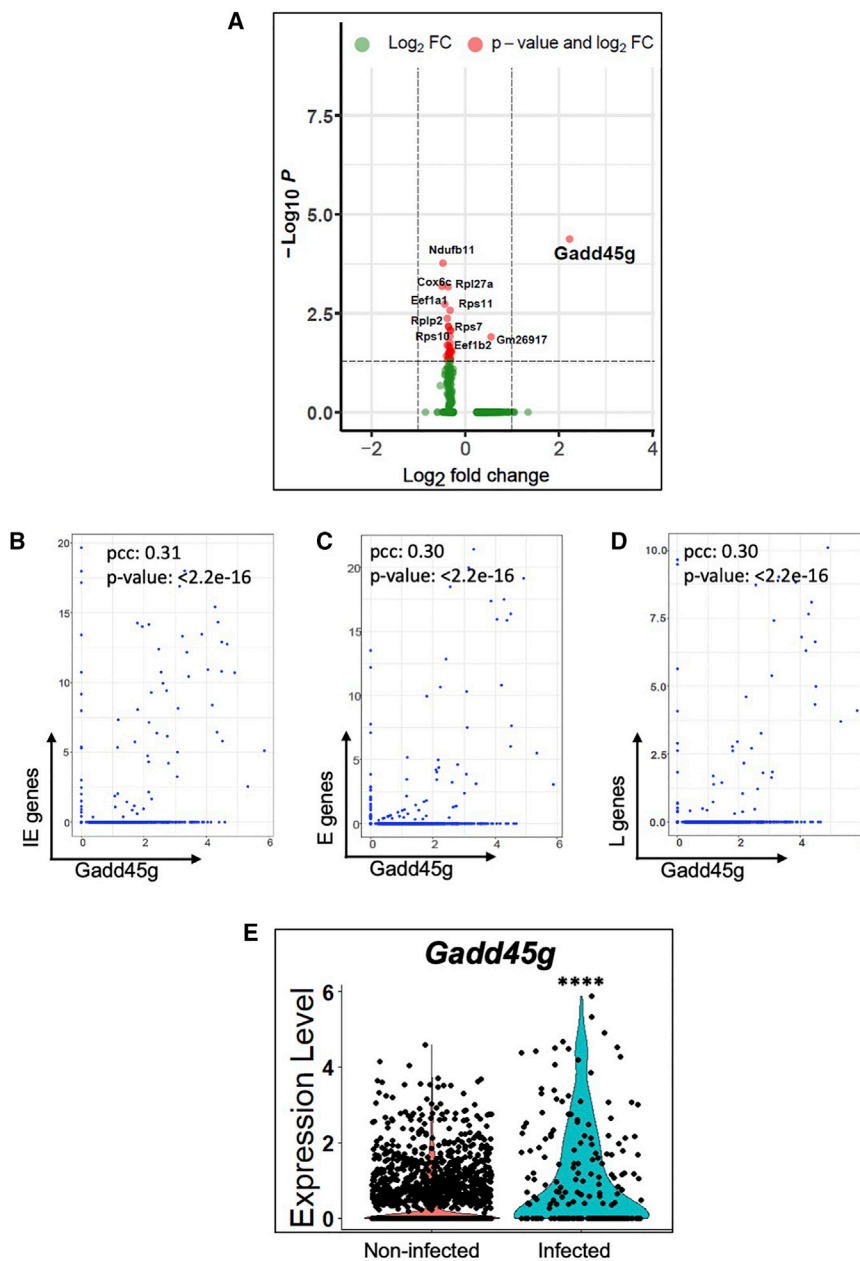 A
Log2 FC
p – value and log2 FC
7.5
5.0
2.5
0.0
–Log10 P
Ndufb11
Gadd45g
Cox6c
Rpl27a
Eef1a1
Rps11
Rplp2
Rps7
Rps10
Gm26917
Eef1b2
−2
0
2
4
Log2 fold change
B
pcc: 0.31
p-value: <2.2e-16
20
15
10
5
0
IE genes
0
2
4
6
Gadd45g
C
pcc: 0.30
p-value: <2.2e-16
20
15
10
5
0
E genes
0
2
4
6
Gadd45g
D
pcc: 0.30
p-value: <2.2e-16
10.0
7.5
5.0
2.5
0.0
L genes
0
2
4
6
Gadd45g
E
Gadd45g
****
6
4
2
0
Expression Level
Non-infected
Infected